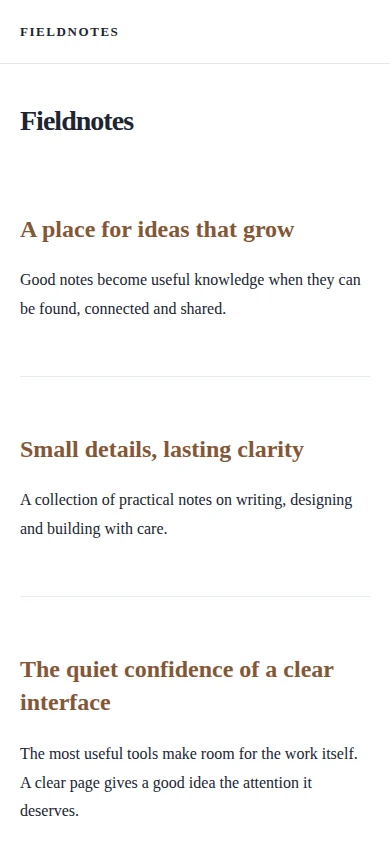 FIELDNOTES
Fieldnotes
A place for ideas that grow
Good notes become useful knowledge when they can
be found, connected and shared.
Small details, lasting clarity
A collection of practical notes on writing, designing
and building with care.
The quiet confidence of a clear
interface
The most useful tools make room for the work itself.
A clear page gives a good idea the attention it
deserves.